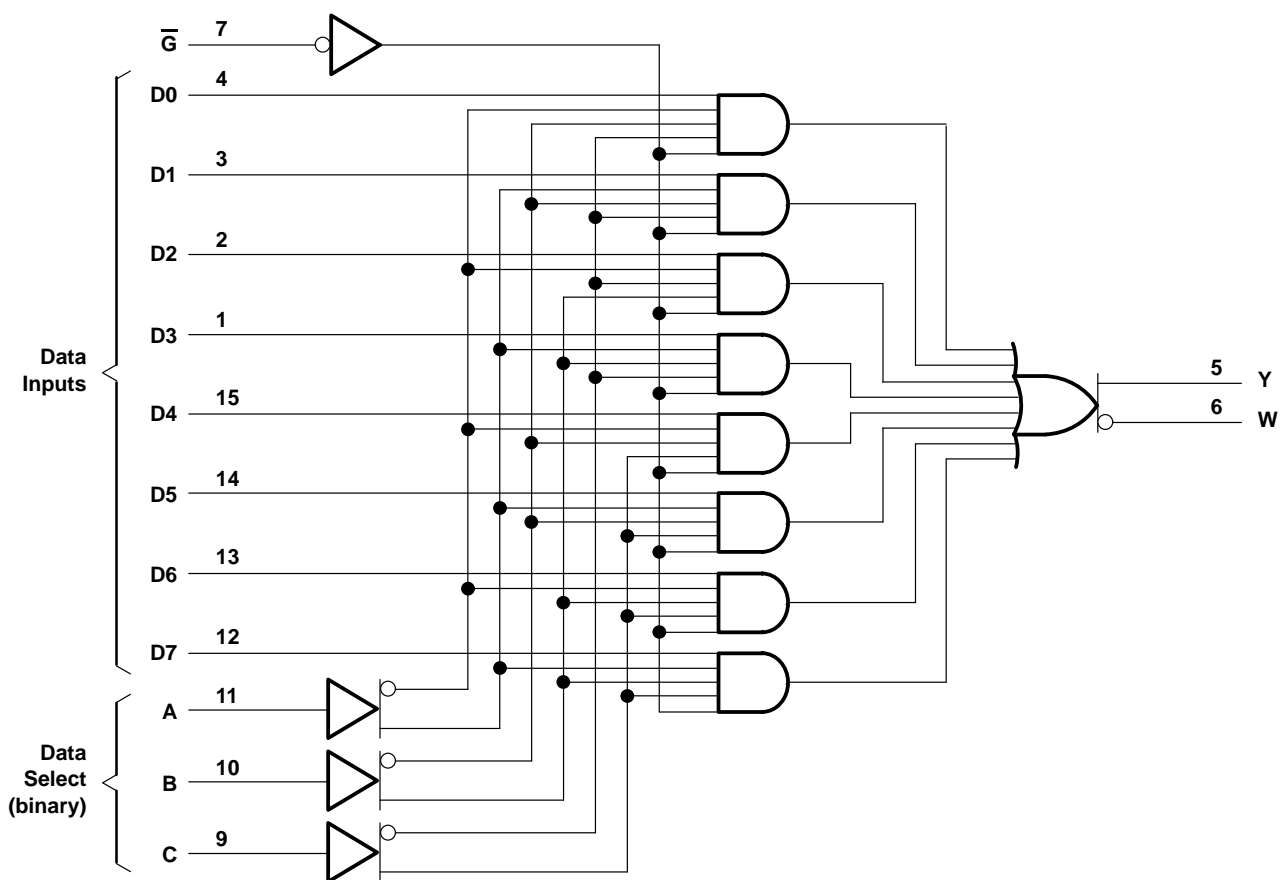 G̅ 7
D0 4
D1 3
D2 2
D3 1
Data
Inputs
D4 15
D5 14
D6 13
D7 12
5 Y
6 W
A 11
Data
Select
(binary)
B 10
C 9